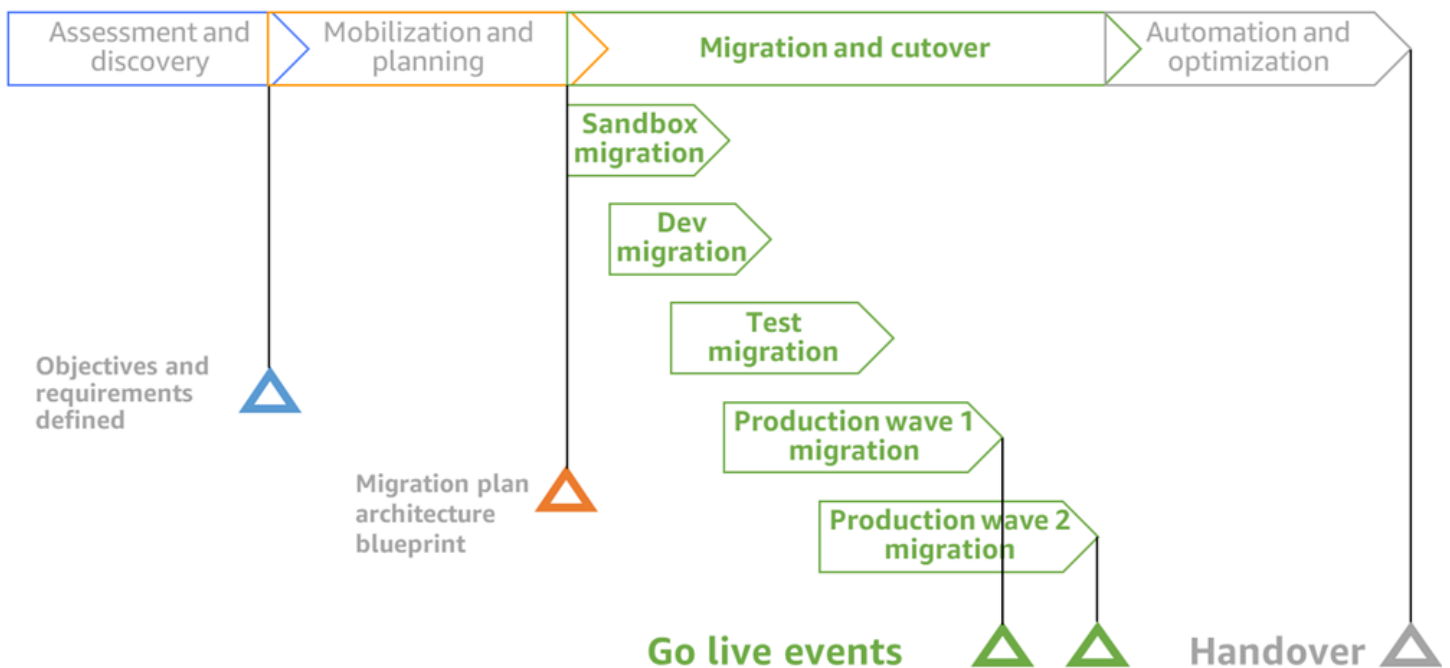 Assessment and
discovery
Mobilization and
planning
Migration and cutover
Automation and
optimization
Sandbox
migration
Dev
migration
Test
migration
Objectives and
requirements
defined
Production wave 1
migration
Migration plan
architecture
blueprint
Production wave 2
migration
Go live events
Handover